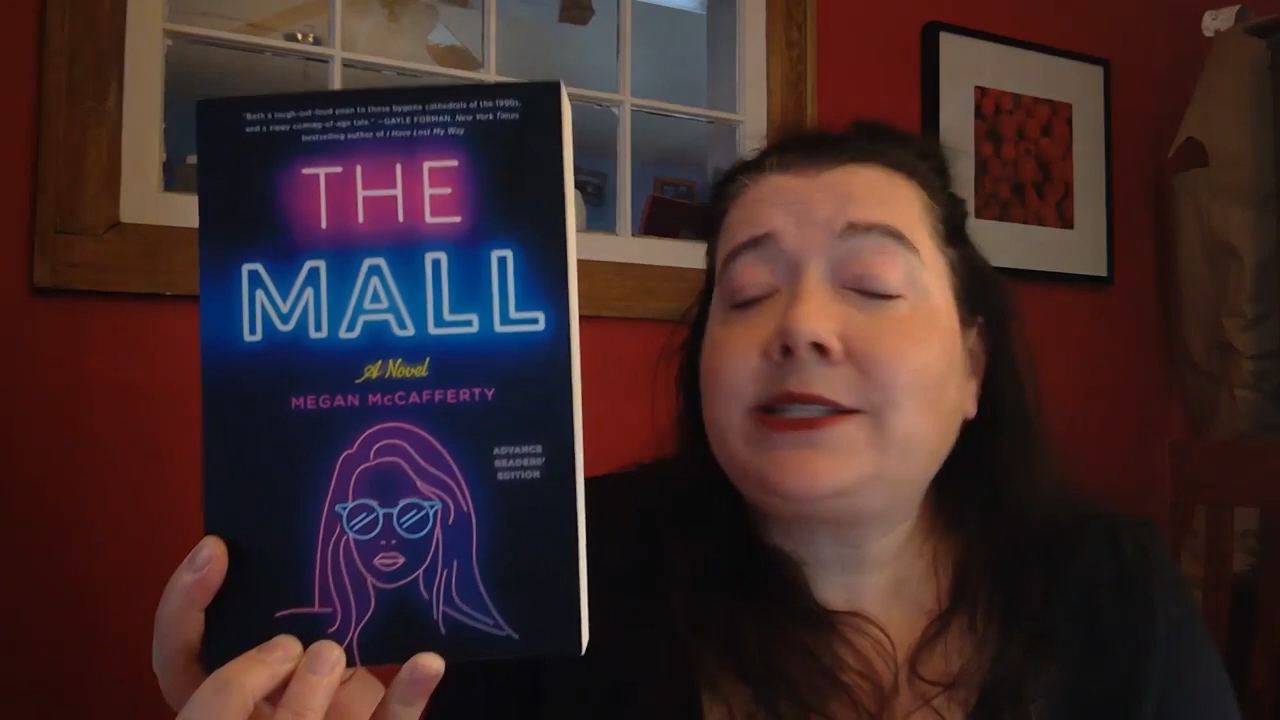 "Both a laugh-out-loud paean to those bygone cathedrals of the 1990s,
and a zippy coming-of-age tale." —GAYLE FORMAN, New York Times
bestselling author of I Have Lost My Way
THE
MALL
A Novel
MEGAN McCAFFERTY
ADVANCE
READERS'
EDITION